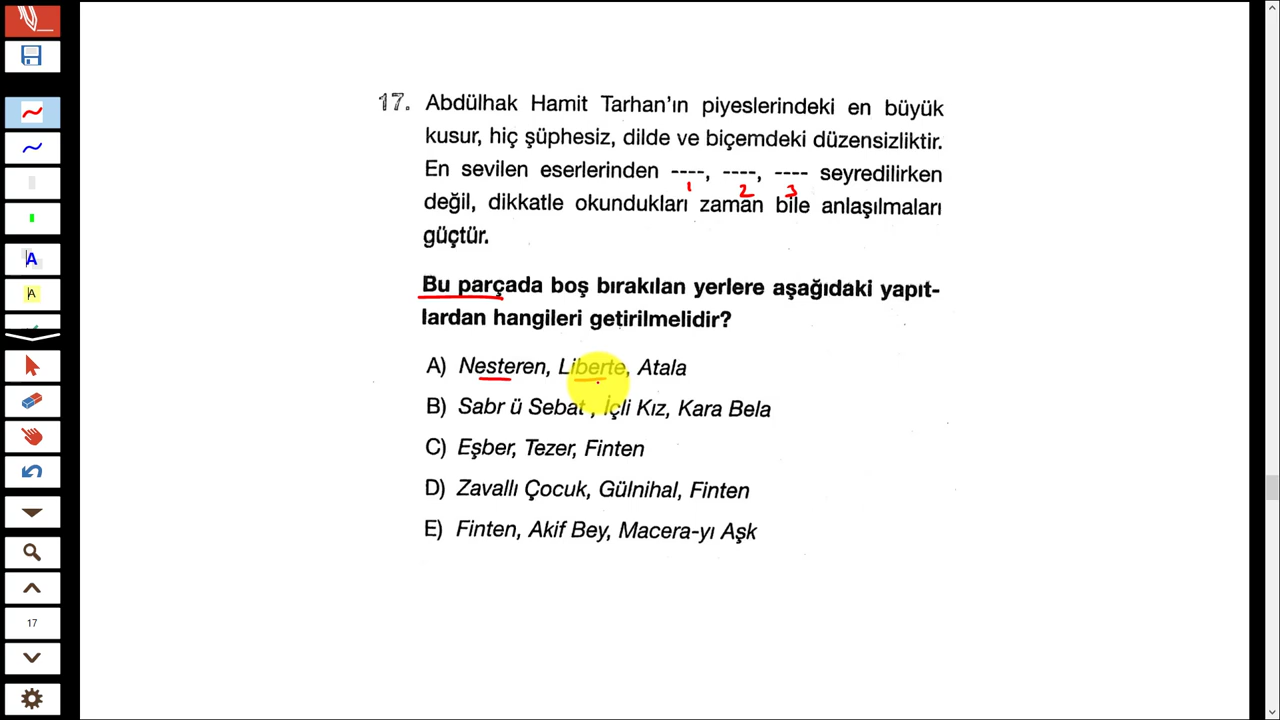 17. Abdülhak Hamit Tarhan'ın piyeslerindeki en büyük
kusur, hiç şüphesiz, dilde ve biçemdeki düzensizliktir.
En sevilen eserlerinden ----, ----, ---- seyredilirken
1 2 3
değil, dikkatle okundukları zaman bile anlaşılmaları
güçtür.
Bu parçada boş bırakılan yerlere aşağıdaki yapıt-
lardan hangileri getirilmelidir?
A) Nesteren, Liberte, Atala
B) Sabr ü Sebat , İçli Kız, Kara Bela
C) Eşber, Tezer, Finten
D) Zavallı Çocuk, Gülnihal, Finten
E) Finten, Akif Bey, Macera-yı Aşk
A
A
17